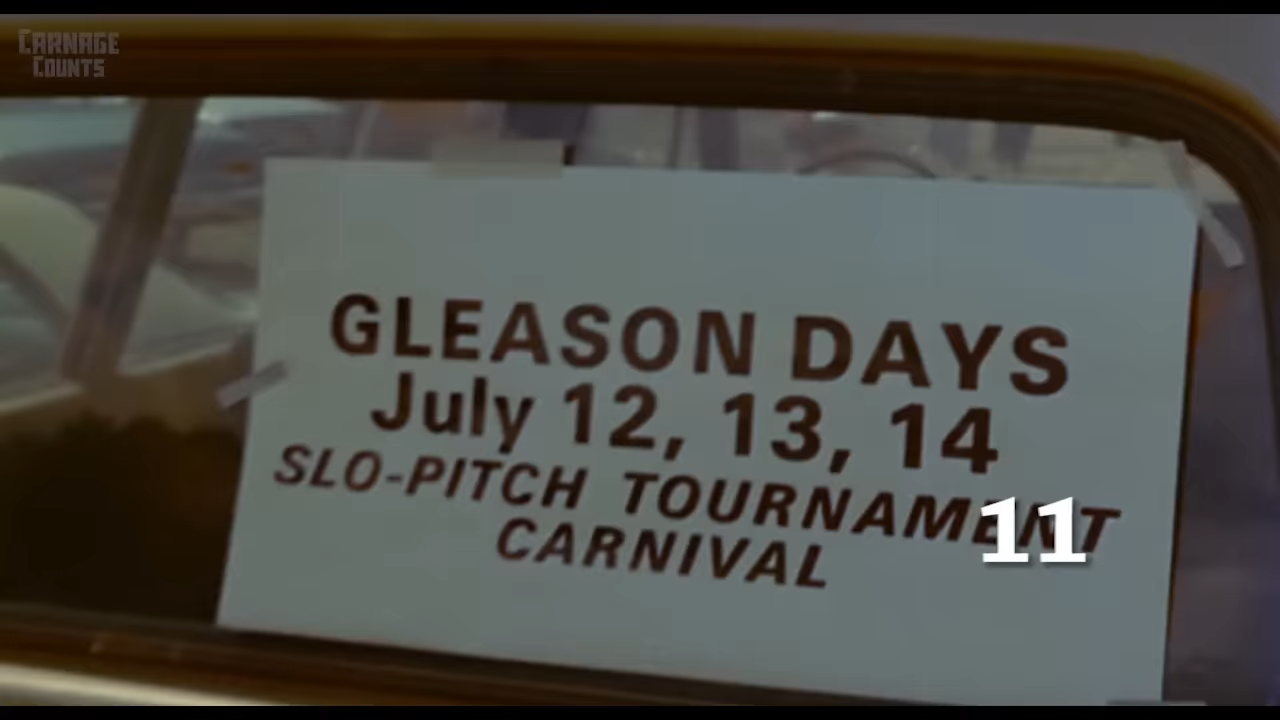 CARNAGE
COUNTS
GLEASON DAYS
July 12, 13, 14
SLO-PITCH TOURNAMENT
CARNIVAL
11